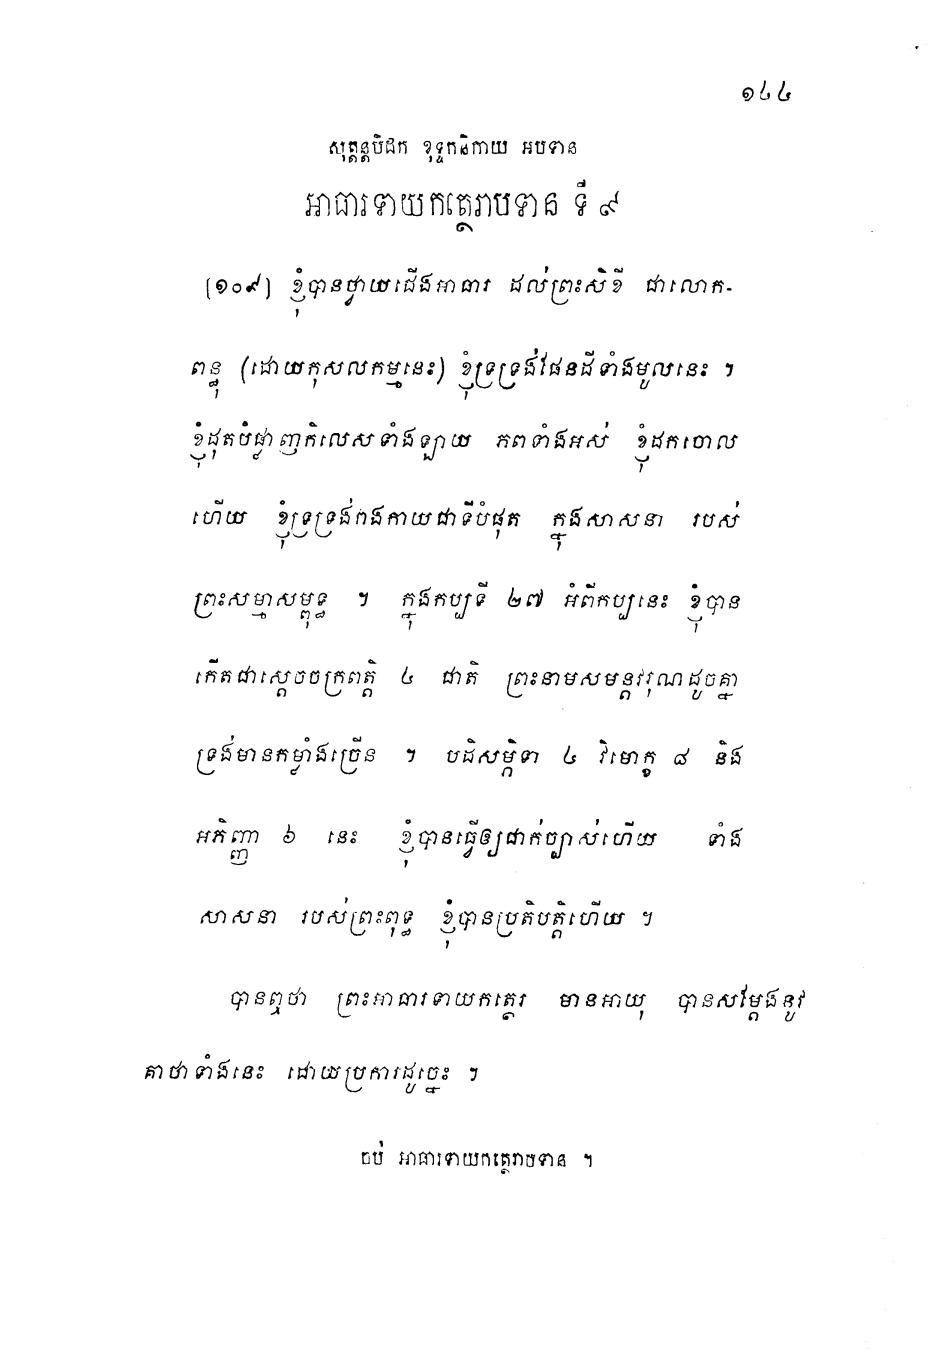 ១៤៤
សុត្តន្តបិដក ខុទ្ទកនិកាយ អបទាន
អាធារទាយកត្ថេរាបទាន ទី ៩
(១០៩) ខ្ញុំបានថ្វាយជើងអាធារ ដល់ព្រះសិខី ជាលោក-
ពន្ធុ (ដោយកុសលកម្មនេះ) ខ្ញុំទ្រទ្រង់ផែនដីទាំងមូលនេះ ។
ខ្ញុំដុតបំផ្លាញកិលេសទាំងឡាយ ភពទាំងអស់ ខ្ញុំដកចោល
ហើយ ខ្ញុំទ្រទ្រង់រាងកាយជាទីបំផុត ក្នុងសាសនា របស់
ព្រះសម្មាសម្ពុទ្ធ ។ ក្នុងកប្បទី ២៧ អំពីកប្បនេះ ខ្ញុំបាន
កើតជាស្តេចចក្រពត្តិ ៤ ជាតិ ព្រះនាមសមន្តវរុណដូចគ្នា
ទ្រង់មានកម្លាំងច្រើន ។ បដិសម្ភិទា ៤ វិមោក្ខ ៨ និង
អភិញ្ញា ៦ នេះ ខ្ញុំបានធ្វើឲ្យជាក់ច្បាស់ហើយ ទាំង
សាសនា របស់ព្រះពុទ្ធ ខ្ញុំបានប្រតិបត្តិហើយ ។
បានឮថា ព្រះអាធារទាយកត្ថេរ មានអាយុ បានសម្តែងនូវ
គាថាទាំងនេះ ដោយប្រការដូច្នេះ ។
ចប់ អាធារទាយកត្ថេរាបទាន ។